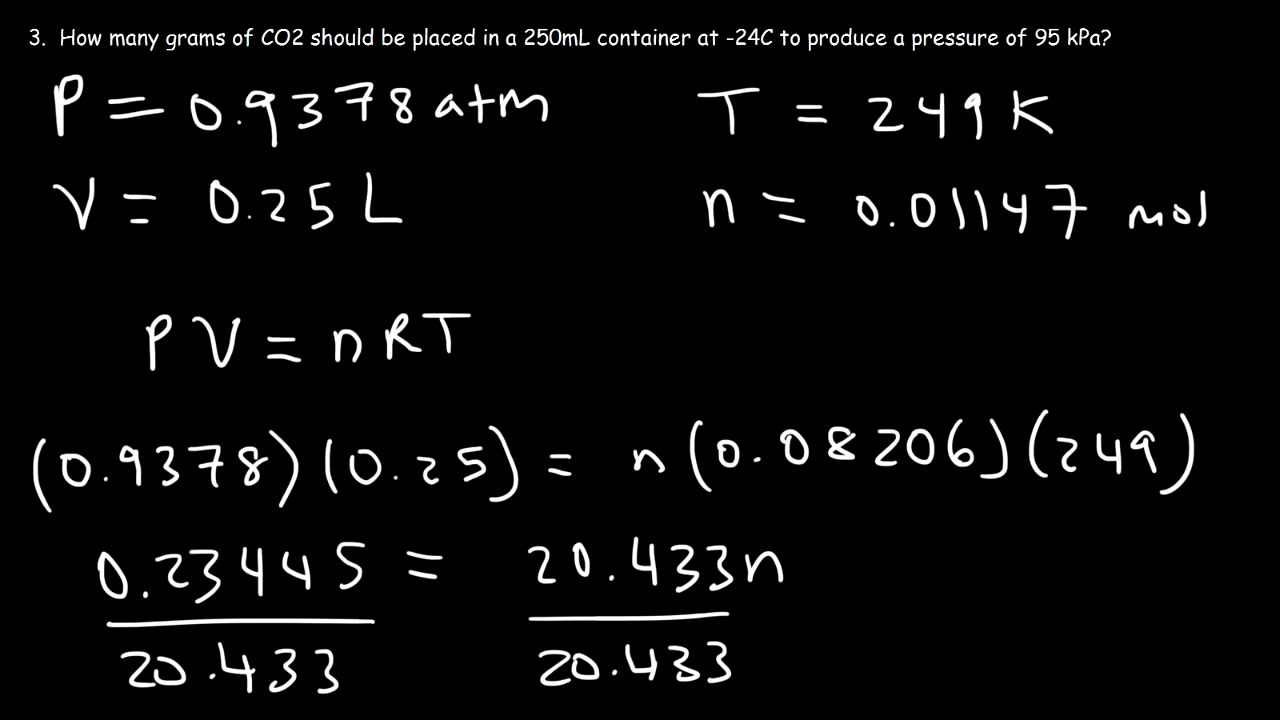 3. How many grams of CO2 should be placed in a 250mL container at -24C to produce a pressure of 95 kPa?
P = 0.9378 atm
T = 249 K
V = 0.25 L
n = 0.01147 mol
PV = nRT
(0.9378)(0.25) = n(0.08206)(249)
0.23445 = 20.433n
20.433 20.433